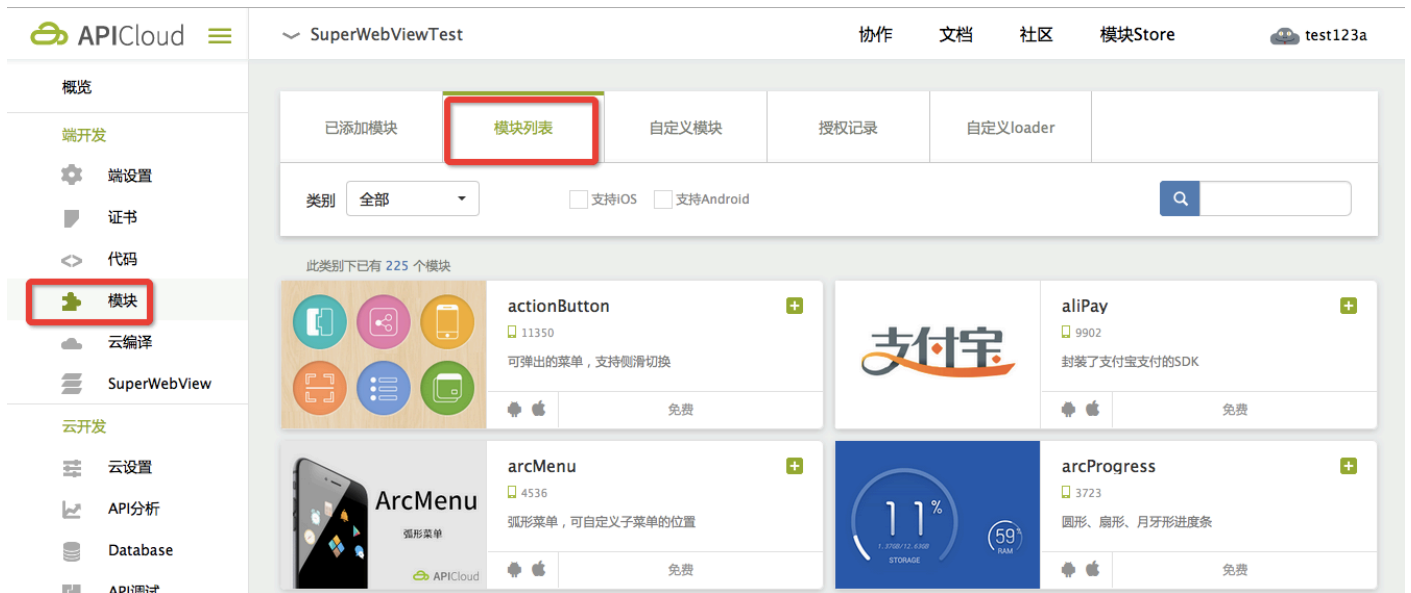 APICloud
SuperWebViewTest
协作
文档
社区
模块Store
test123a
概览
端开发
端设置
证书
代码
模块
云编译
SuperWebView
云开发
云设置
API分析
Database
API调试
已添加模块
模块列表
自定义模块
授权记录
自定义loader
类别
全部
支持iOS
支持Android
此类别下已有 225 个模块
actionButton
11350
可弹出的菜单，支持侧滑切换
免费
支付宝
aliPay
9902
封装了支付宝支付的SDK
免费
ArcMenu
弧形菜单
APICloud
arcMenu
4536
弧形菜单，可自定义子菜单的位置
免费
11%
1.37GB/12.63GB
STORAGE
59%
RAM
arcProgress
3723
圆形、扇形、月牙形进度条
免费